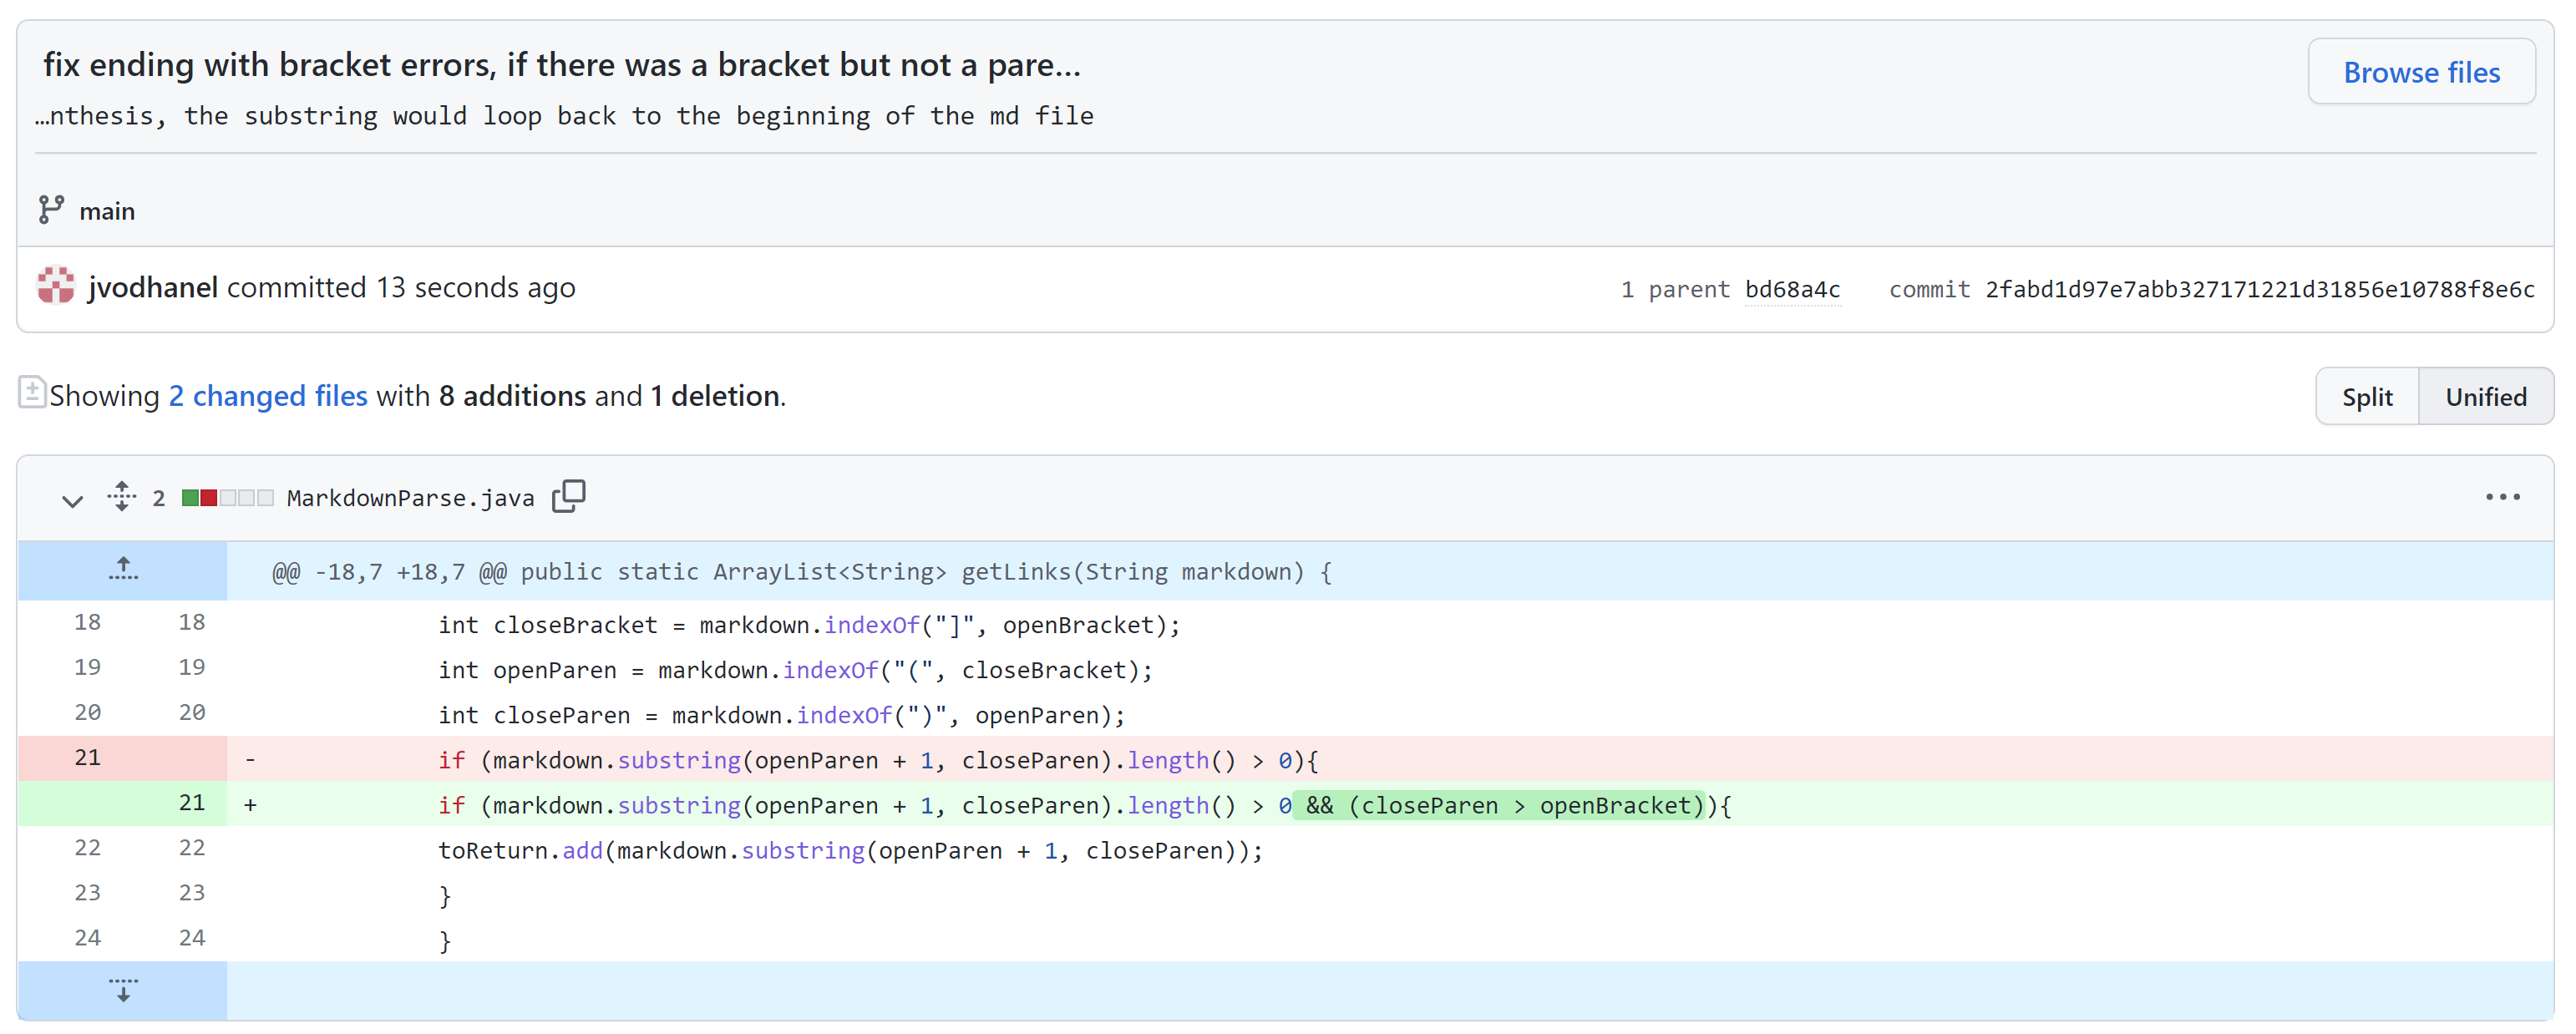 fix ending with bracket errors, if there was a bracket but not a pare…
Browse files
…nthesis, the substring would loop back to the beginning of the md file
main
jvodhanel committed 13 seconds ago
1 parent bd68a4c commit 2fabd1d97e7abb327171221d31856e10788f8e6c
Showing 2 changed files with 8 additions and 1 deletion.
Split Unified
2 MarkdownParse.java
@@ -18,7 +18,7 @@ public static ArrayList<String> getLinks(String markdown) {
18 18 int closeBracket = markdown.indexOf("]", openBracket);
19 19 int openParen = markdown.indexOf("(", closeBracket);
20 20 int closeParen = markdown.indexOf(")", openParen);
21 - if (markdown.substring(openParen + 1, closeParen).length() > 0){
21 + if (markdown.substring(openParen + 1, closeParen).length() > 0 && (closeParen > openBracket)){
22 22 toReturn.add(markdown.substring(openParen + 1, closeParen));
23 23 }
24 24 }